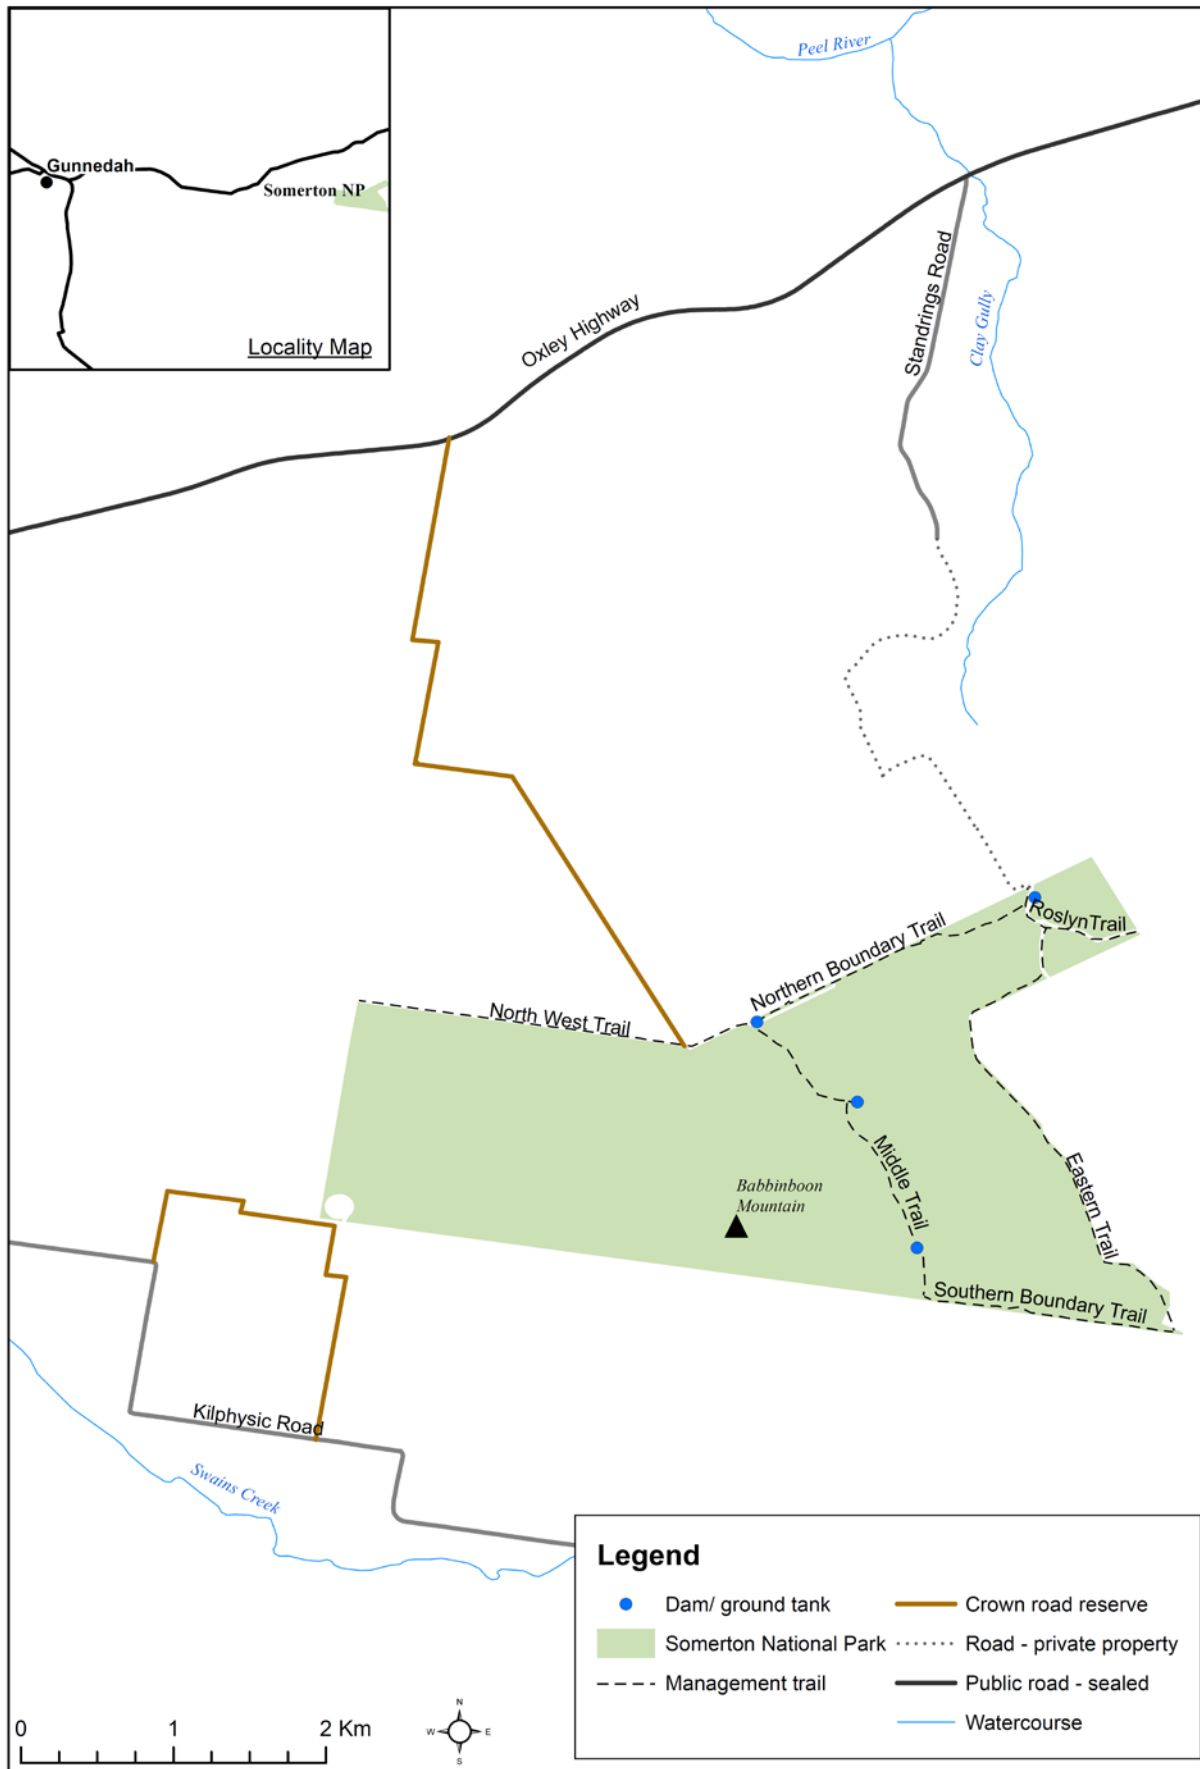 Peel River
Gunnedah
Somerton NP
Locality Map
Oxley Highway
Standrings Road
Clay Gully
RoslynTrail
Northern Boundary Trail
North West Trail
Middle Trail
Babbinboon
Mountain
Eastern Trail
Southern Boundary Trail
Kilphysic Road
Swains Creek
Legend
Dam/ ground tank
Crown road reserve
Somerton National Park
Road - private property
Management trail
Public road - sealed
Watercourse
0 1 2 Km
N
W E
S